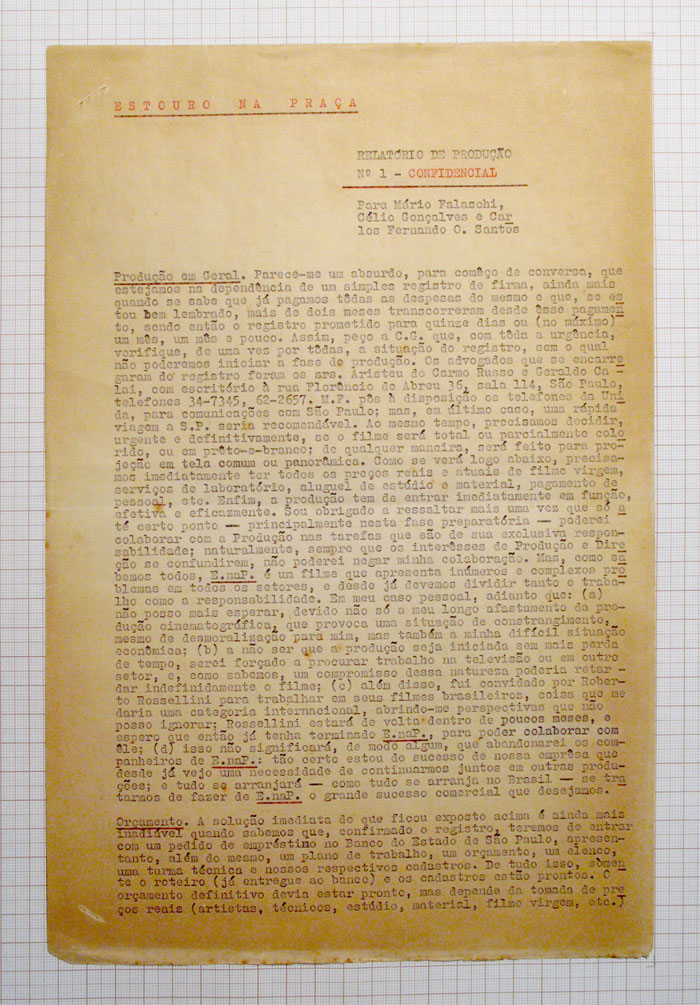 ESTOURO NA PRAÇA
RELATÓRIO DE PRODUÇÃO
Nº 1 - CONFIDENCIAL
Para Mário Falaschi,
Célio Gonçalves e Car
los Fernando O. Santos
Produção em Geral. Parece-me um absurdo, para comêço de conversa, que
estejamos na dependência de um simples registro de firma, ainda mais
quando se sabe que já pagamos tôdas as despesas do mesmo e que, se es
tou bem lembrado, mais de dois meses transcorreram desde êsse pagamen
to, sendo então o registro prometido para quinze dias ou (no máximo)
um mês, um mês e pouco. Assim, peço a C.G. que, com tôda a urgência,
verifique, de uma vez por tôdas, a situação do registro, sem o qual
não poderemos iniciar a fase de produção. Os advogados que se encarre
garam do registro foram os srs. Aristeu do Carmo Russo e Geraldo Ca -
lai, com escritório à rua Florêncio de Abreu 36, sala 114, São Paulo,
telefones 34-7345, 62-2657. M.F. pôs à disposição os telefones da Uni
da, para comunicações com São Paulo; mas, em último caso, uma rápida
viagem a S.P. seria recomendável. Ao mesmo tempo, precisamos decidir,
urgente e definitivamente, se o filme será total ou parcialmente colo
rido, ou em prêto-e-branco; de qualquer maneira, será feito para pro-
jeção em tela comum ou panorâmica. Como se verá logo abaixo, precisa-
mos imediatamente ter todos os preços reais e atuais de filme virgem,
serviços de laboratório, aluguel de estúdio e material, pagamento de
pessoal, etc. Enfim, a produção tem de entrar imediatamente em função,
efetiva e eficazmente. Sou obrigado a ressaltar mais uma vez que só a
té certo ponto — principalmente nesta fase preparatória — poderei
colaborar com a Produção nas tarefas que são de sua exclusiva respon-
sabilidade; naturalmente, sempre que os interêsses de Produção e Dire
ção se confundirem, não poderei negar minha colaboração. Mas, como sa
bemos todos, E.naP. é um filme que apresenta inúmeros e complexos pro
blemas em todos os setores, e desde já devemos dividir tanto o traba-
lho como a responsabilidade. Em meu caso pessoal, adianto que: (a)
não posso mais esperar, devido não só a meu longo afastamento da pro-
dução cinematográfica, que provoca uma situação de constrangimento,
mesmo de desmoralização para mim, mas também a minha difícil situação
econômica; (b) a não ser que a produção seja iniciada sem mais perda
de tempo, serei forçado a procurar trabalho na televisão ou em outro
setor, e, como sabemos, um compromisso dessa natureza poderia retar -
dar indefinidamente o filme; (c) além disso, fui convidado por Rober-
to Rossellini para trabalhar em seus filmes brasileiros, coisa que me
daria uma categoria internacional, abrindo-me perspectivas que não
posso ignorar; Rossellini estará de volta dentro de poucos meses, e
espero que então já tenha terminado E.naP., para poder colaborar com
êle; (d) isso não significará, de modo algum, que abandonarei os com-
panheiros de E.naP.: tão certo estou do sucesso de nossa emprêsa que
desde já vejo uma necessidade de continuarmos juntos em outras produ-
ções; e tudo se arranjará — como tudo se arranja no Brasil — se tra
tarmos de fazer de E.naP. o grande sucesso comercial que desejamos.
Orçamento. A solução imediata do que ficou exposto acima é ainda mais
inadiável quando sabemos que, confirmado o registro, teremos de entrar
com um pedido de empréstimo no Banco do Estado de São Paulo, apresen-
tanto, além do mesmo, um plano de trabalho, um orçamento, um elenco,
uma turma técnica e nossos respectivos cadastros. De tudo isso, somen
te o roteiro (já entregue ao banco) e os cadastros estão prontos. O
orçamento definitivo devia estar pronto, mas depende da tomada de pre
ços reais (artistas, técnicos, estúdio, material, filme virgem, etc.)